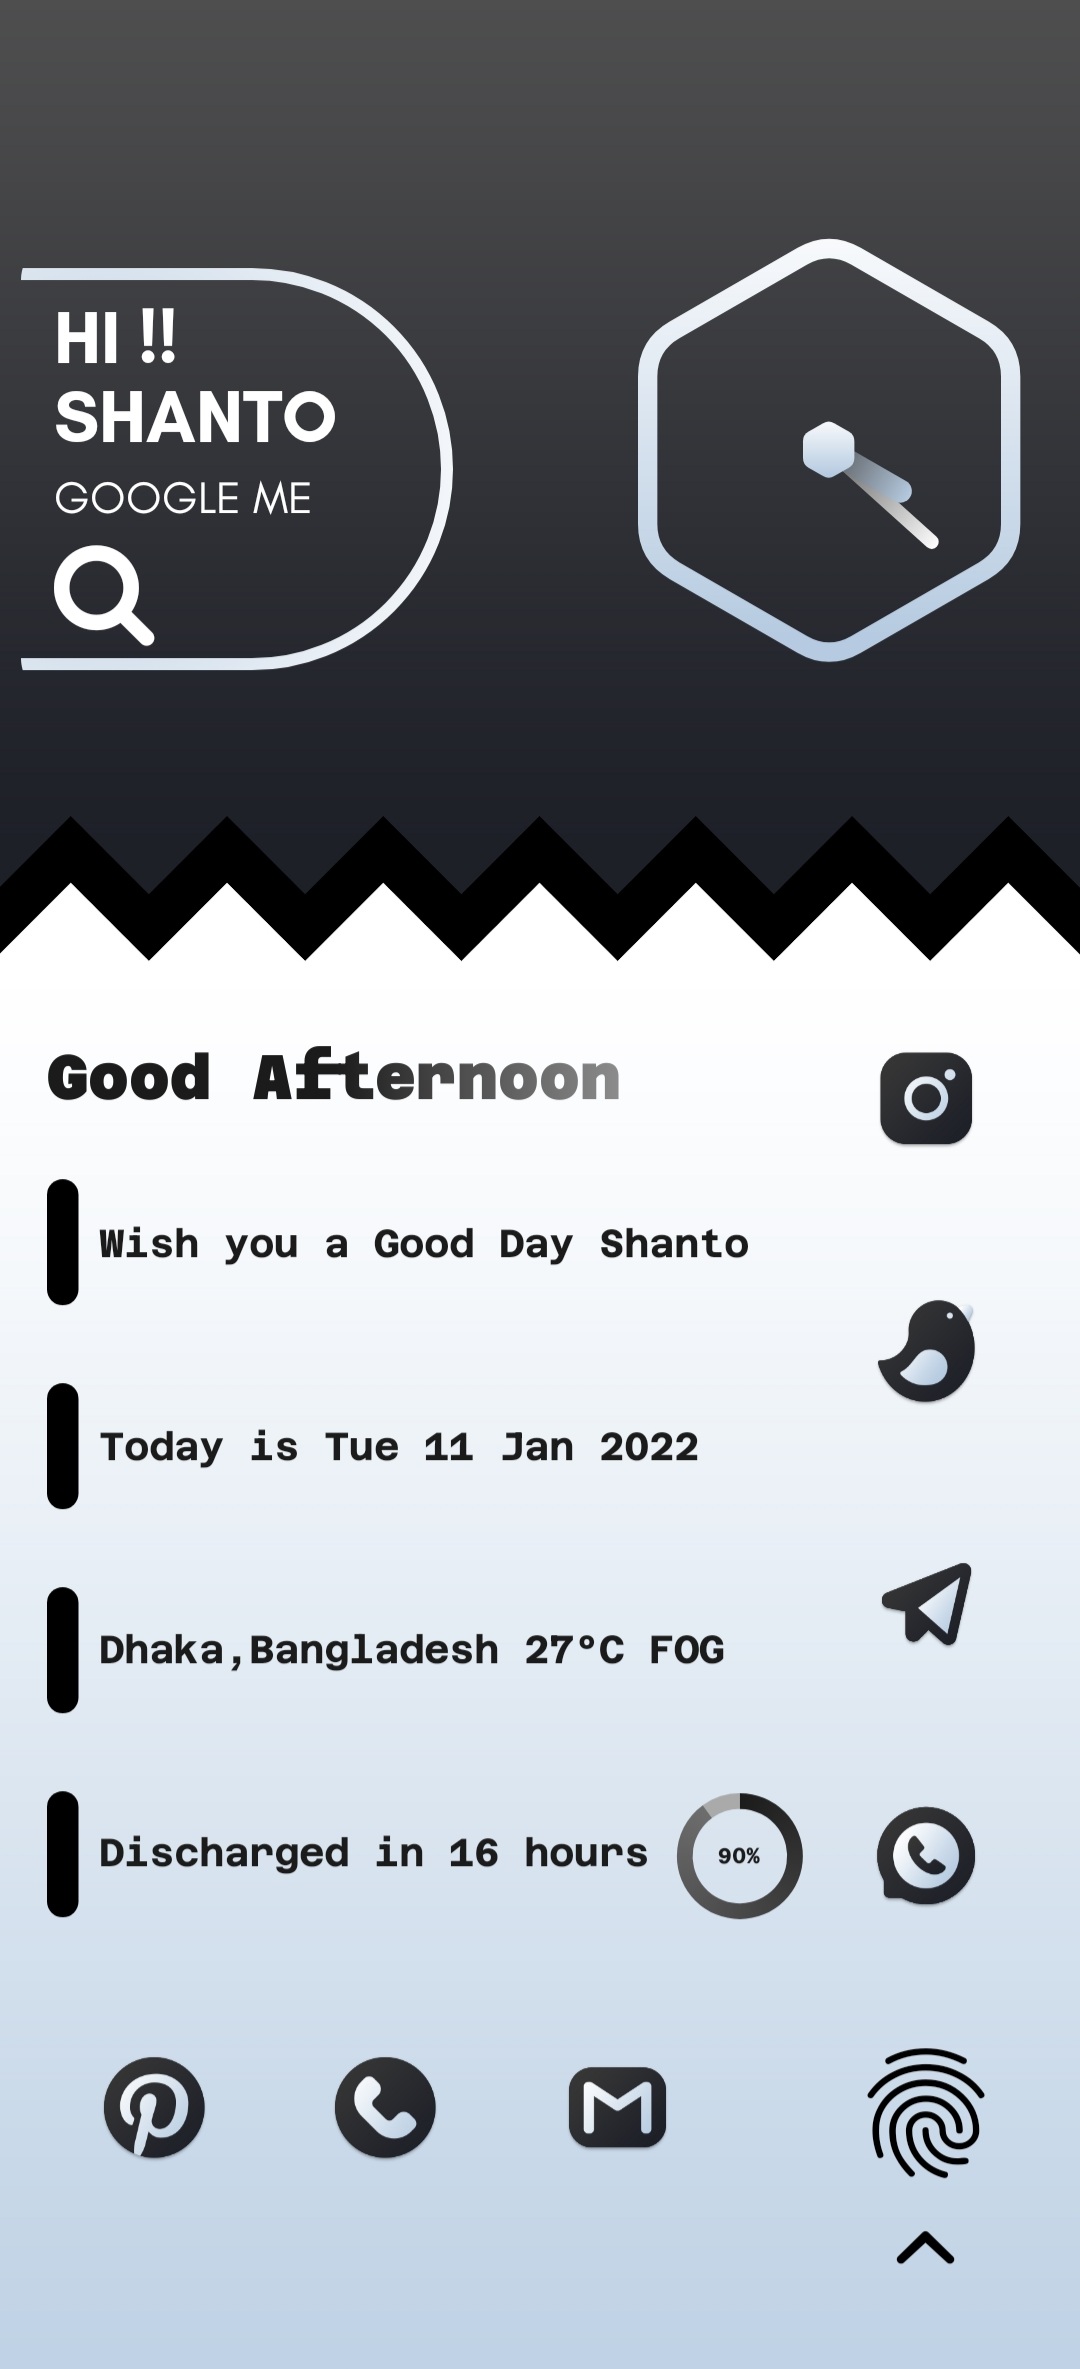 HI !!
SHANTO
GOOGLE ME
Good Afternoon
Wish you a Good Day Shanto
Today is Tue 11 Jan 2022
Dhaka,Bangladesh 27°C FOG
Discharged in 16 hours
90%